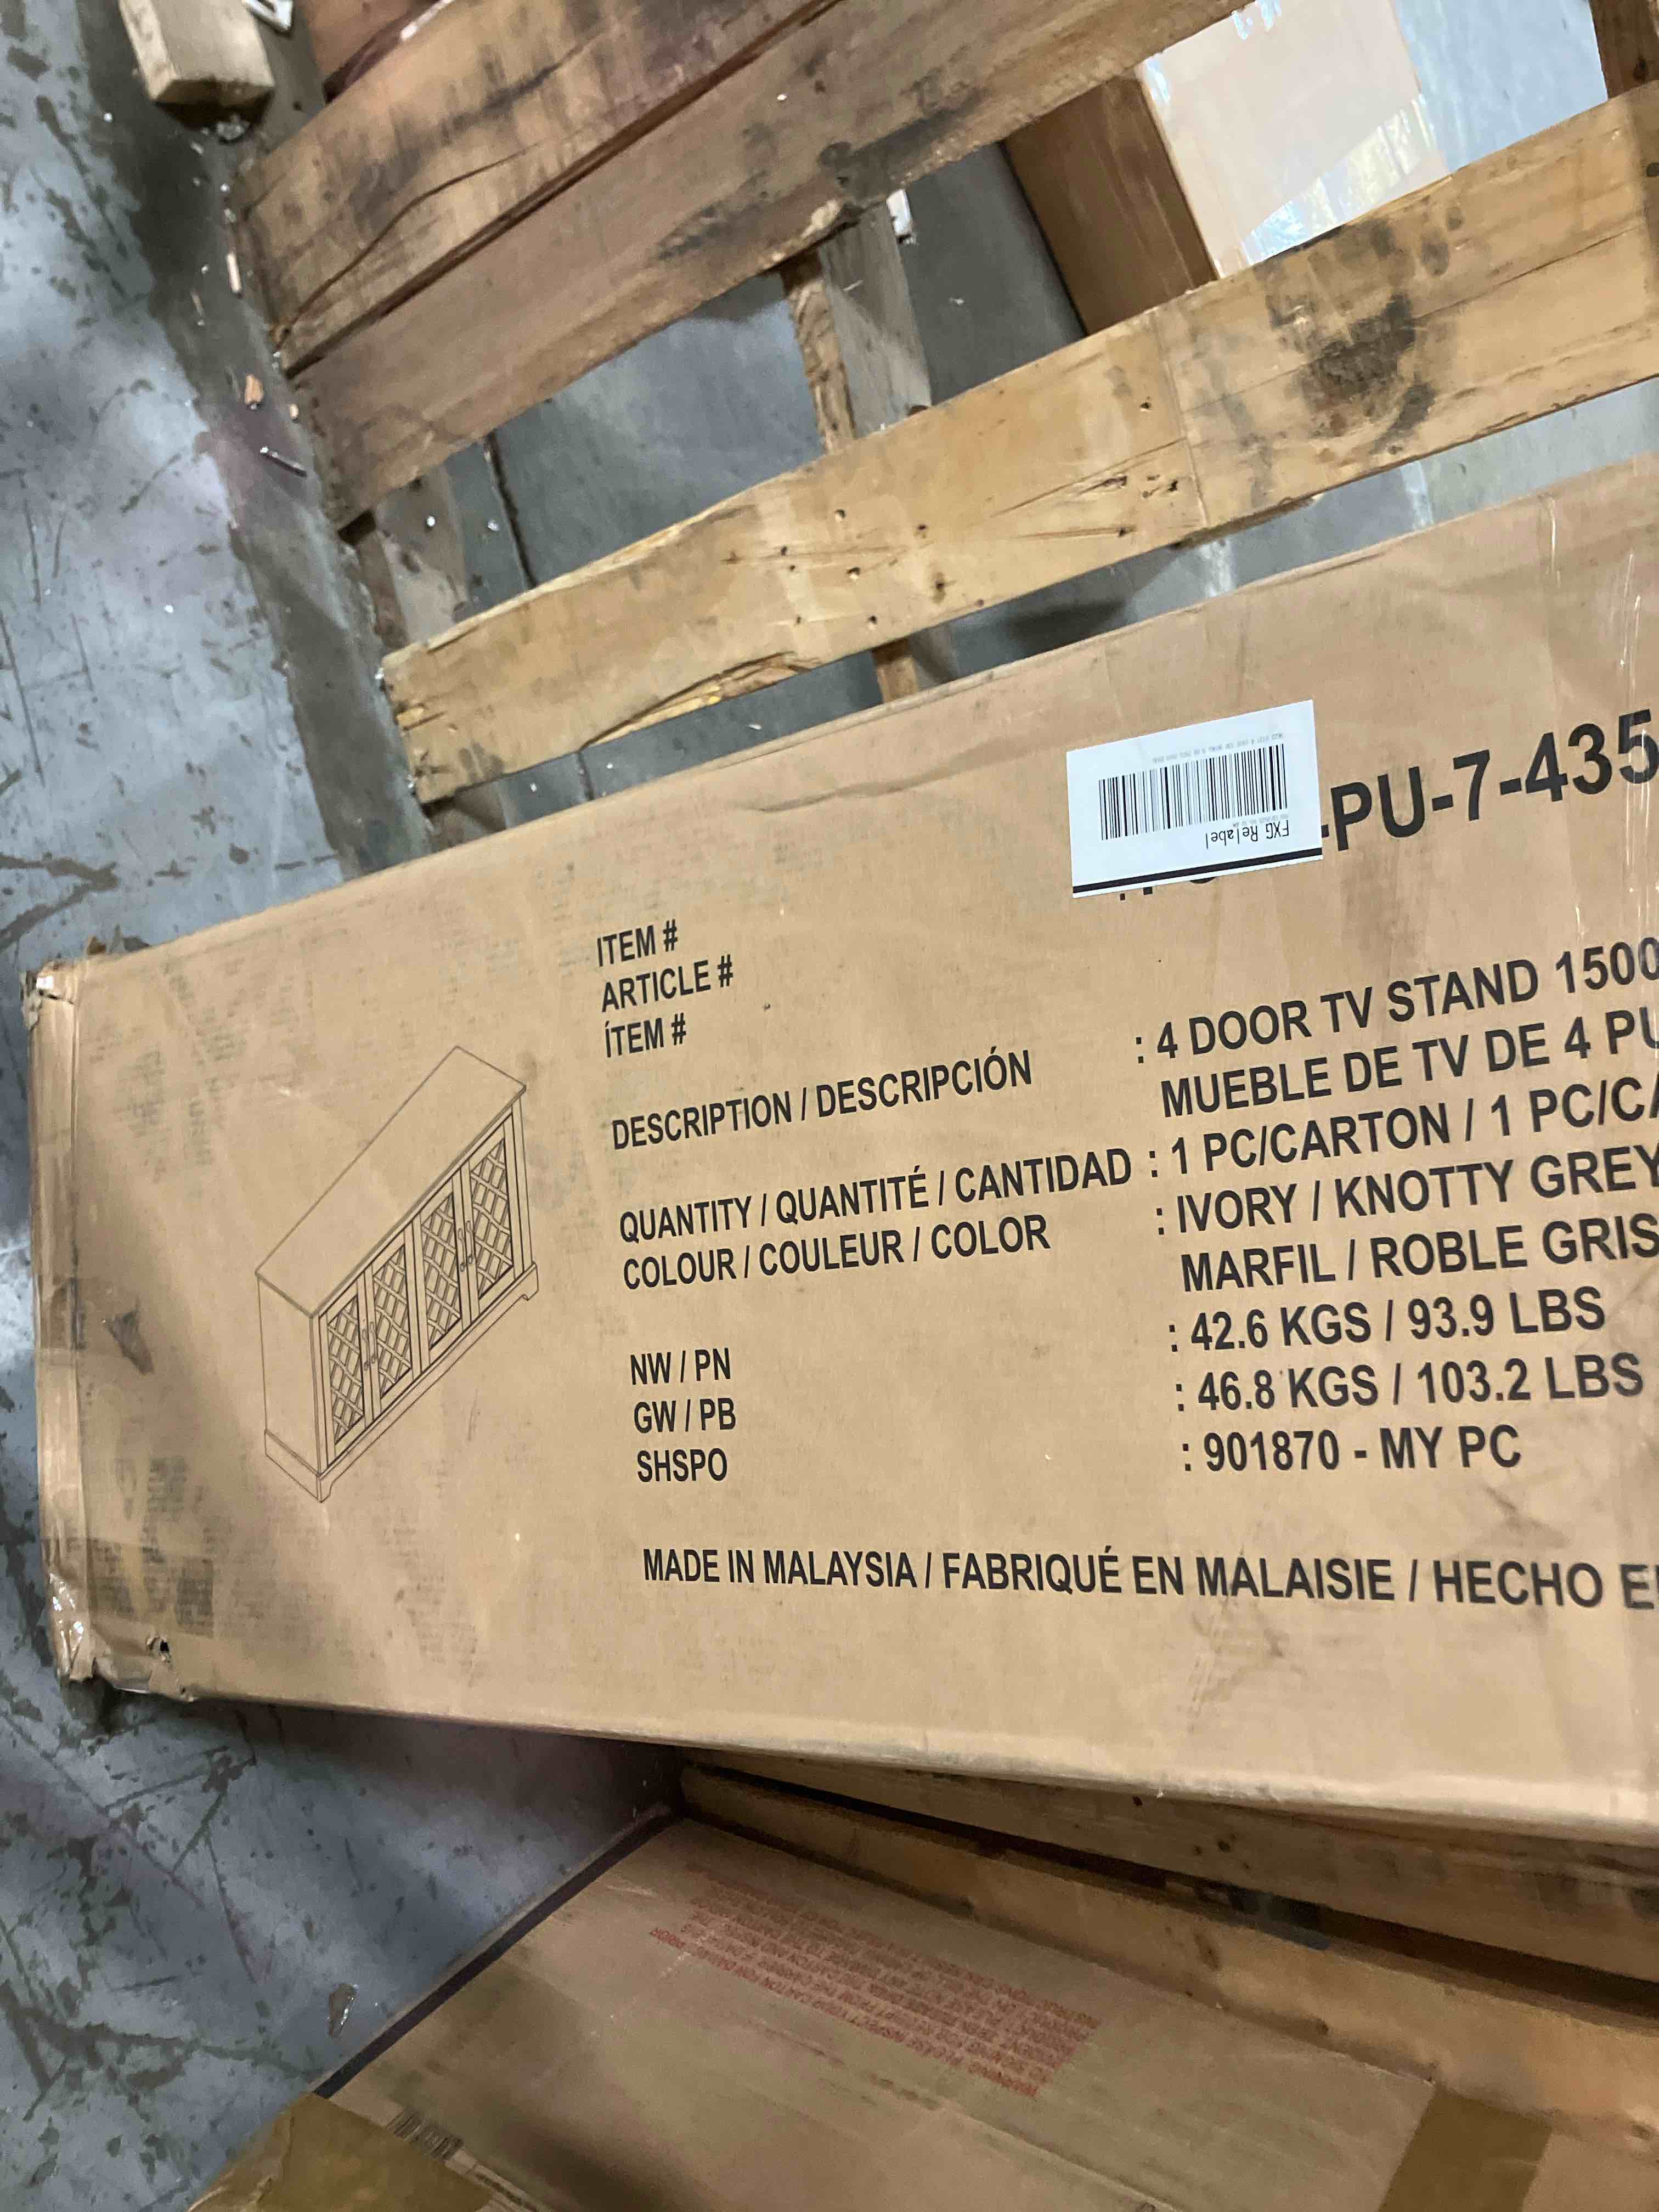 FXG Relabel
-PU-7-435
ITEM #
ARTICLE #
ÍTEM #
DESCRIPTION / DESCRIPCIÓN : 4 DOOR TV STAND 1500
MUEBLE DE TV DE 4 PU
QUANTITY / QUANTITÉ / CANTIDAD : 1 PC/CARTON / 1 PC/CA
COLOUR / COULEUR / COLOR : IVORY / KNOTTY GREY
MARFIL / ROBLE GRIS
NW / PN : 42.6 KGS / 93.9 LBS
GW / PB : 46.8 KGS / 103.2 LBS
SHSPO : 901870 - MY PC
MADE IN MALAYSIA / FABRIQUÉ EN MALAISIE / HECHO E